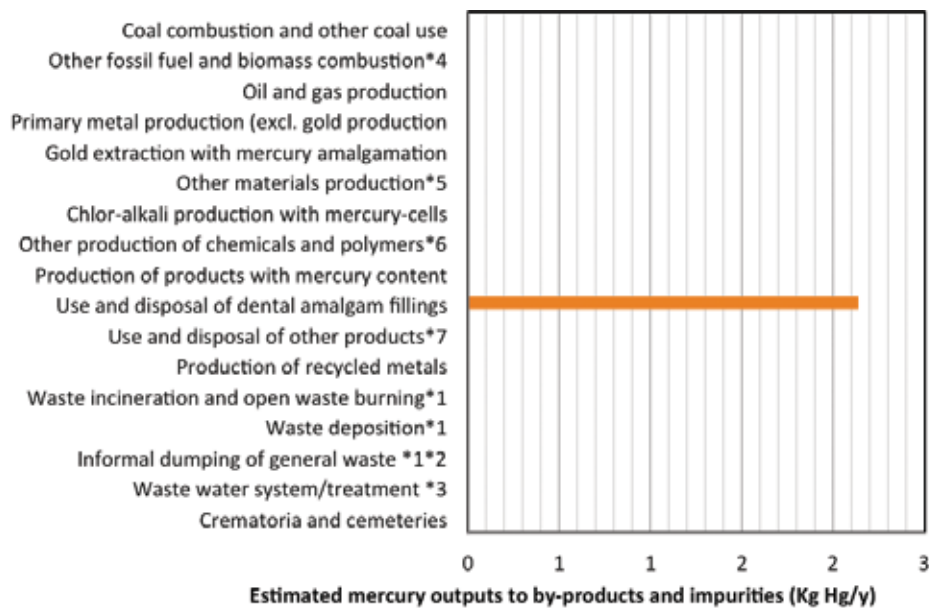 Coal combustion and other coal use
Other fossil fuel and biomass combustion*4
Oil and gas production
Primary metal production (excl. gold production
Gold extraction with mercury amalgamation
Other materials production*5
Chlor-alkali production with mercury-cells
Other production of chemicals and polymers*6
Production of products with mercury content
Use and disposal of dental amalgam fillings
Use and disposal of other products*7
Production of recycled metals
Waste incineration and open waste burning*1
Waste deposition*1
Informal dumping of general waste *1*2
Waste water system/treatment *3
Crematoria and cemeteries
0 1 1 2 2 3
Estimated mercury outputs to by-products and impurities (Kg Hg/y)